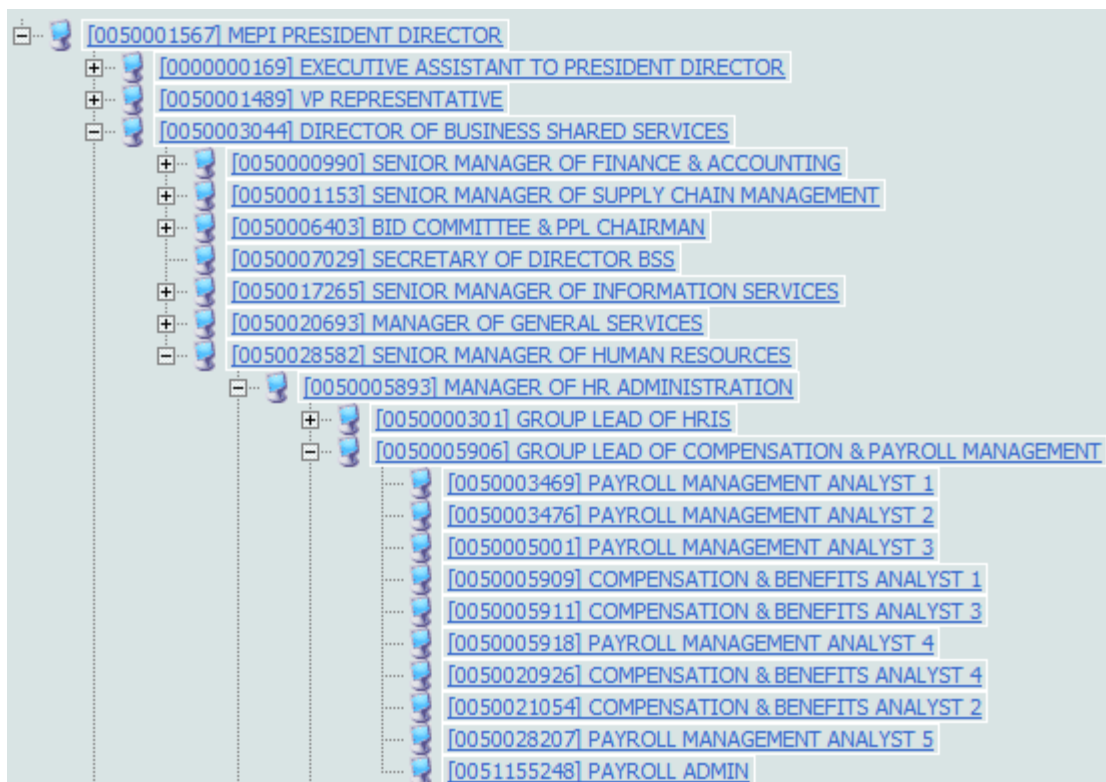 [0050001567] MEPI PRESIDENT DIRECTOR
[0000000169] EXECUTIVE ASSISTANT TO PRESIDENT DIRECTOR
[0050001489] VP REPRESENTATIVE
[0050003044] DIRECTOR OF BUSINESS SHARED SERVICES
[0050000990] SENIOR MANAGER OF FINANCE & ACCOUNTING
[0050001153] SENIOR MANAGER OF SUPPLY CHAIN MANAGEMENT
[0050006403] BID COMMITTEE & PPL CHAIRMAN
[0050007029] SECRETARY OF DIRECTOR BSS
[0050017265] SENIOR MANAGER OF INFORMATION SERVICES
[0050020693] MANAGER OF GENERAL SERVICES
[0050028582] SENIOR MANAGER OF HUMAN RESOURCES
[0050005893] MANAGER OF HR ADMINISTRATION
[0050000301] GROUP LEAD OF HRIS
[0050005906] GROUP LEAD OF COMPENSATION & PAYROLL MANAGEMENT
[0050003469] PAYROLL MANAGEMENT ANALYST 1
[0050003476] PAYROLL MANAGEMENT ANALYST 2
[0050005001] PAYROLL MANAGEMENT ANALYST 3
[0050005909] COMPENSATION & BENEFITS ANALYST 1
[0050005911] COMPENSATION & BENEFITS ANALYST 3
[0050005918] PAYROLL MANAGEMENT ANALYST 4
[0050020926] COMPENSATION & BENEFITS ANALYST 4
[0050021054] COMPENSATION & BENEFITS ANALYST 2
[0050028207] PAYROLL MANAGEMENT ANALYST 5
[0051155248] PAYROLL ADMIN